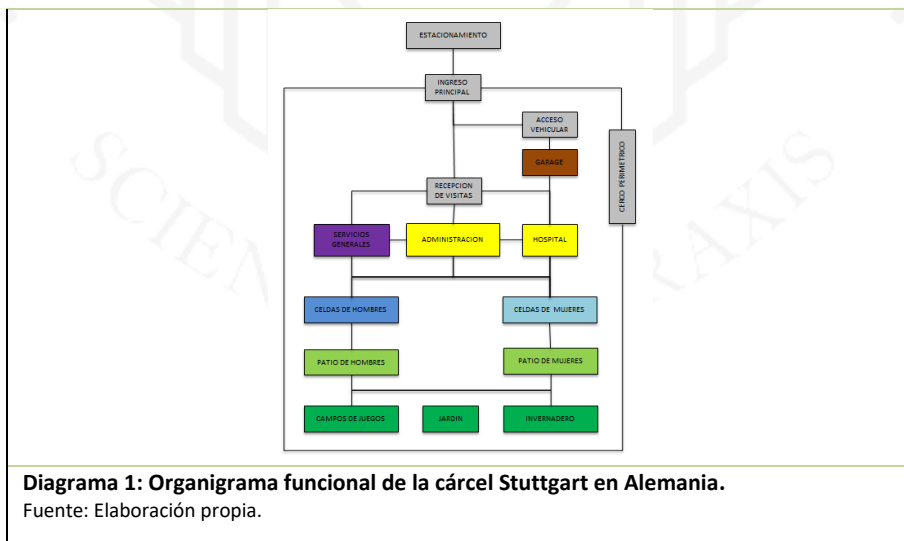 ESTACIONAMIENTO
INGRESO
PRINCIPAL
ACCESO
VEHICULAR
GARAGE
CERCO PERIMETRICO
RECEPCION
DE VISITAS
SERVICIOS
GENERALES
ADMINISTRACION
HOSPITAL
CELDAS DE HOMBRES
CELDAS DE MUJERES
PATIO DE HOMBRES
PATIO DE MUJERES
CAMPOS DE JUEGOS
JARDIN
INVERNADERO
Diagrama 1: Organigrama funcional de la cárcel Stuttgart en Alemania.
Fuente: Elaboración propia.